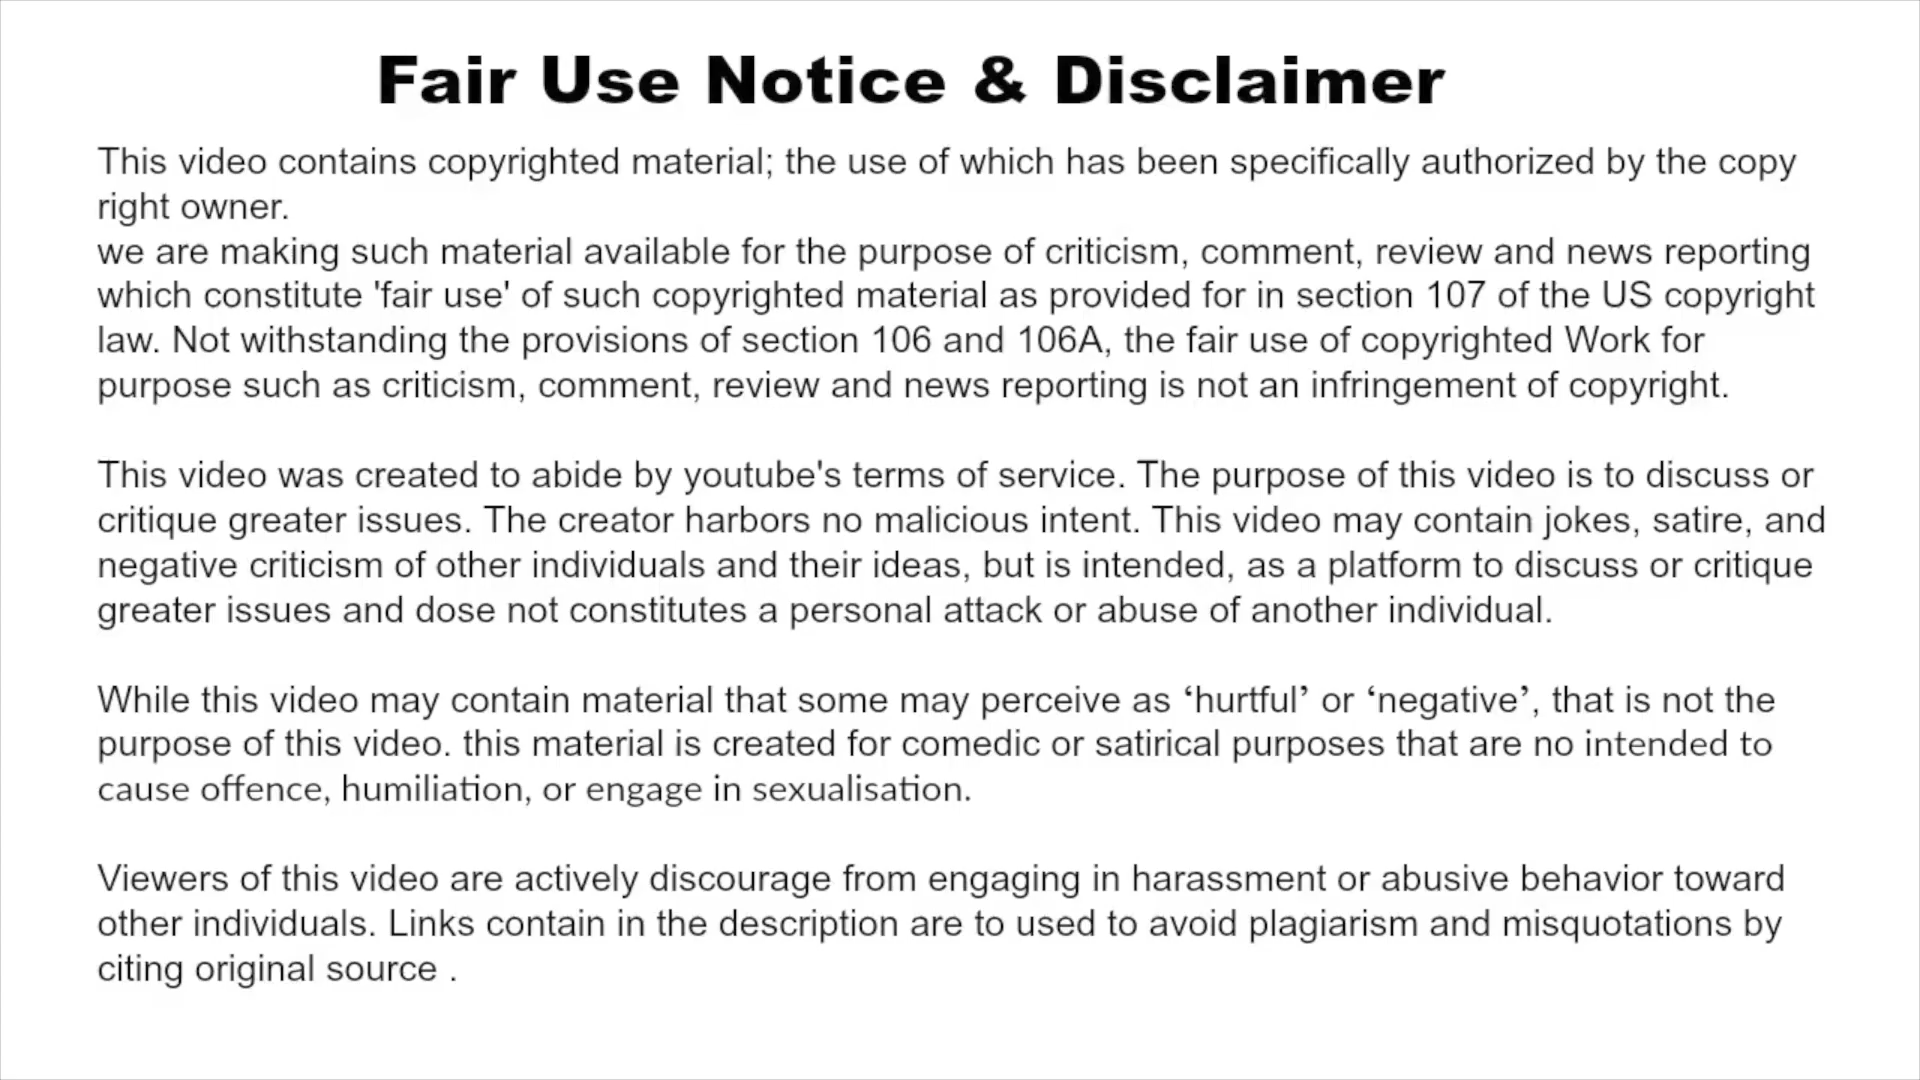 Fair Use Notice & Disclaimer
This video contains copyrighted material; the use of which has been specifically authorized by the copy
right owner.
we are making such material available for the purpose of criticism, comment, review and news reporting
which constitute 'fair use' of such copyrighted material as provided for in section 107 of the US copyright
law. Not withstanding the provisions of section 106 and 106A, the fair use of copyrighted Work for
purpose such as criticism, comment, review and news reporting is not an infringement of copyright.
This video was created to abide by youtube's terms of service. The purpose of this video is to discuss or
critique greater issues. The creator harbors no malicious intent. This video may contain jokes, satire, and
negative criticism of other individuals and their ideas, but is intended, as a platform to discuss or critique
greater issues and dose not constitutes a personal attack or abuse of another individual.
While this video may contain material that some may perceive as ‘hurtful’ or ‘negative’, that is not the
purpose of this video. this material is created for comedic or satirical purposes that are no intended to
cause offence, humiliation, or engage in sexualisation.
Viewers of this video are actively discourage from engaging in harassment or abusive behavior toward
other individuals. Links contain in the description are to used to avoid plagiarism and misquotations by
citing original source .